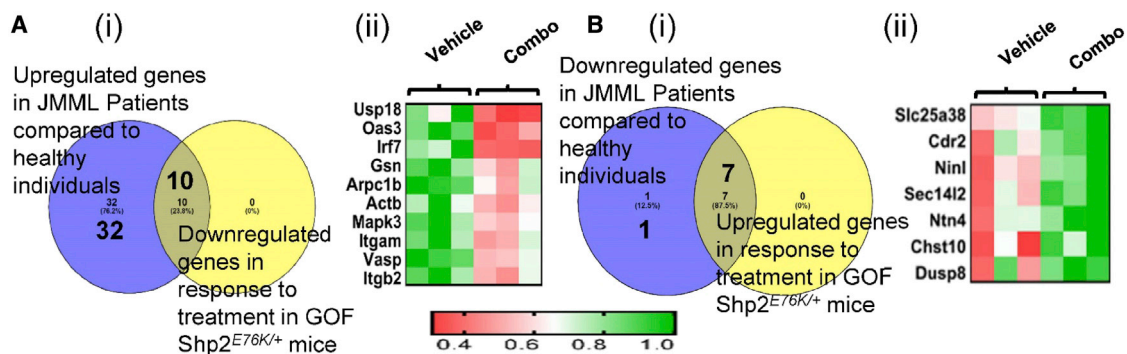 A
(i)
Upregulated genes
in JMML Patients
compared to
healthy
individuals
32
(76.2%)
32
10
10
(23.8%)
0
(0%)
Downregulated
genes in
response to
treatment in GOF
Shp2E76K/+ mice
(ii)
Vehicle
Combo
Usp18
Oas3
Irf7
Gsn
Arpc1b
Actb
Mapk3
Itgam
Vasp
Itgb2
0.4 0.6 0.8 1.0
B
(i)
Downregulated genes
in JMML Patients
compared to
healthy
individuals
1
(12.5%)
1
7
7
(87.5%)
0
(0%)
Upregulated genes
in response to
treatment in GOF
Shp2E76K/+ mice
(ii)
Vehicle
Combo
Slc25a38
Cdr2
Ninl
Sec14l2
Ntn4
Chst10
Dusp8